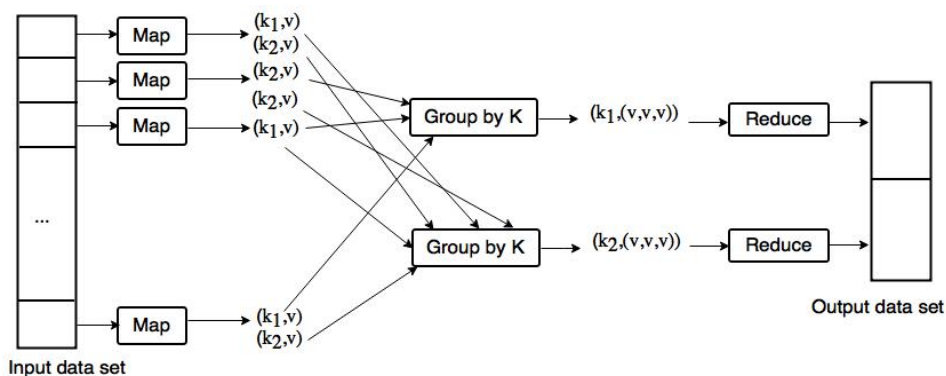 Map
(k1,v)
(k2,v)
Map
(k2,v)
(k2,v)
Map
(k1,v)
Group by K
(k1,(v,v,v))
Reduce
...
Group by K
(k2,(v,v,v))
Reduce
Map
(k1,v)
(k2,v)
Output data set
Input data set